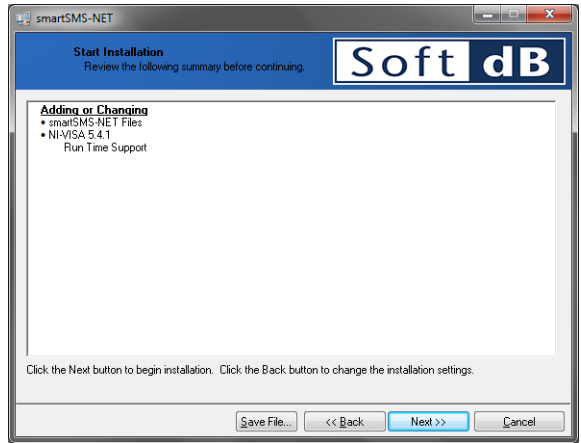 smartSMS-NET
Start Installation
Review the following summary before continuing.
Soft dB
Adding or Changing
• smartSMS-NET Files
• NI-VISA 5.4.1
Run Time Support
Click the Next button to begin installation.  Click the Back button to change the installation settings.
Save File... << Back Next >> Cancel